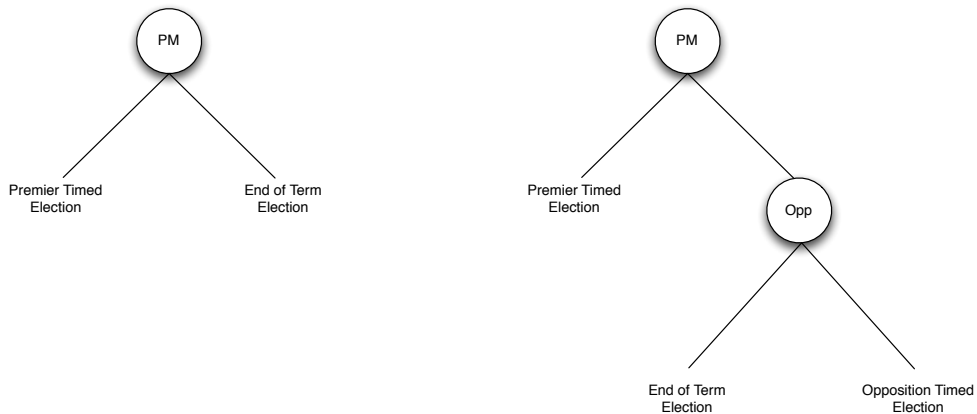 PM
Premier Timed
Election
End of Term
Election
PM
Premier Timed
Election
Opp
End of Term
Election
Opposition Timed
Election